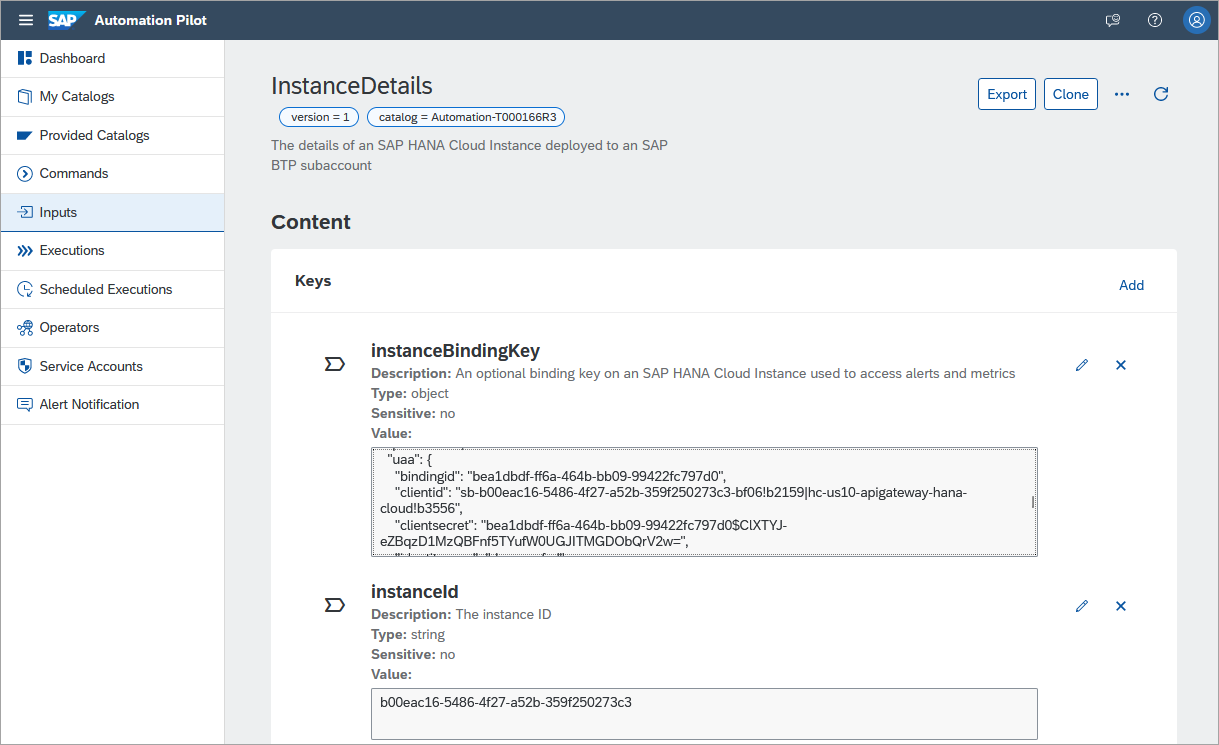 SAP Automation Pilot
Dashboard
My Catalogs
Provided Catalogs
Commands
Inputs
Executions
Scheduled Executions
Operators
Service Accounts
Alert Notification
InstanceDetails
version = 1
catalog = Automation-T000166R3
The details of an SAP HANA Cloud Instance deployed to an SAP
BTP subaccount
Export
Clone
Content
Keys
Add
instanceBindingKey
Description: An optional binding key on an SAP HANA Cloud Instance used to access alerts and metrics
Type: object
Sensitive: no
Value:
"uaa": {
"bindingid": "bea1dbdf-ff6a-464b-bb09-99422fc797d0",
"clientid": "sb-b00eac16-5486-4f27-a52b-359f250273c3-bf06!b2159|hc-us10-apigateway-hana-
cloud!b3556",
"clientsecret": "bea1dbdf-ff6a-464b-bb09-99422fc797d0$ClXTYJ-
eZBqzD1MzQBFnf5TYufW0UGJITMGDObQrV2w=",
instanceId
Description: The instance ID
Type: string
Sensitive: no
Value:
b00eac16-5486-4f27-a52b-359f250273c3